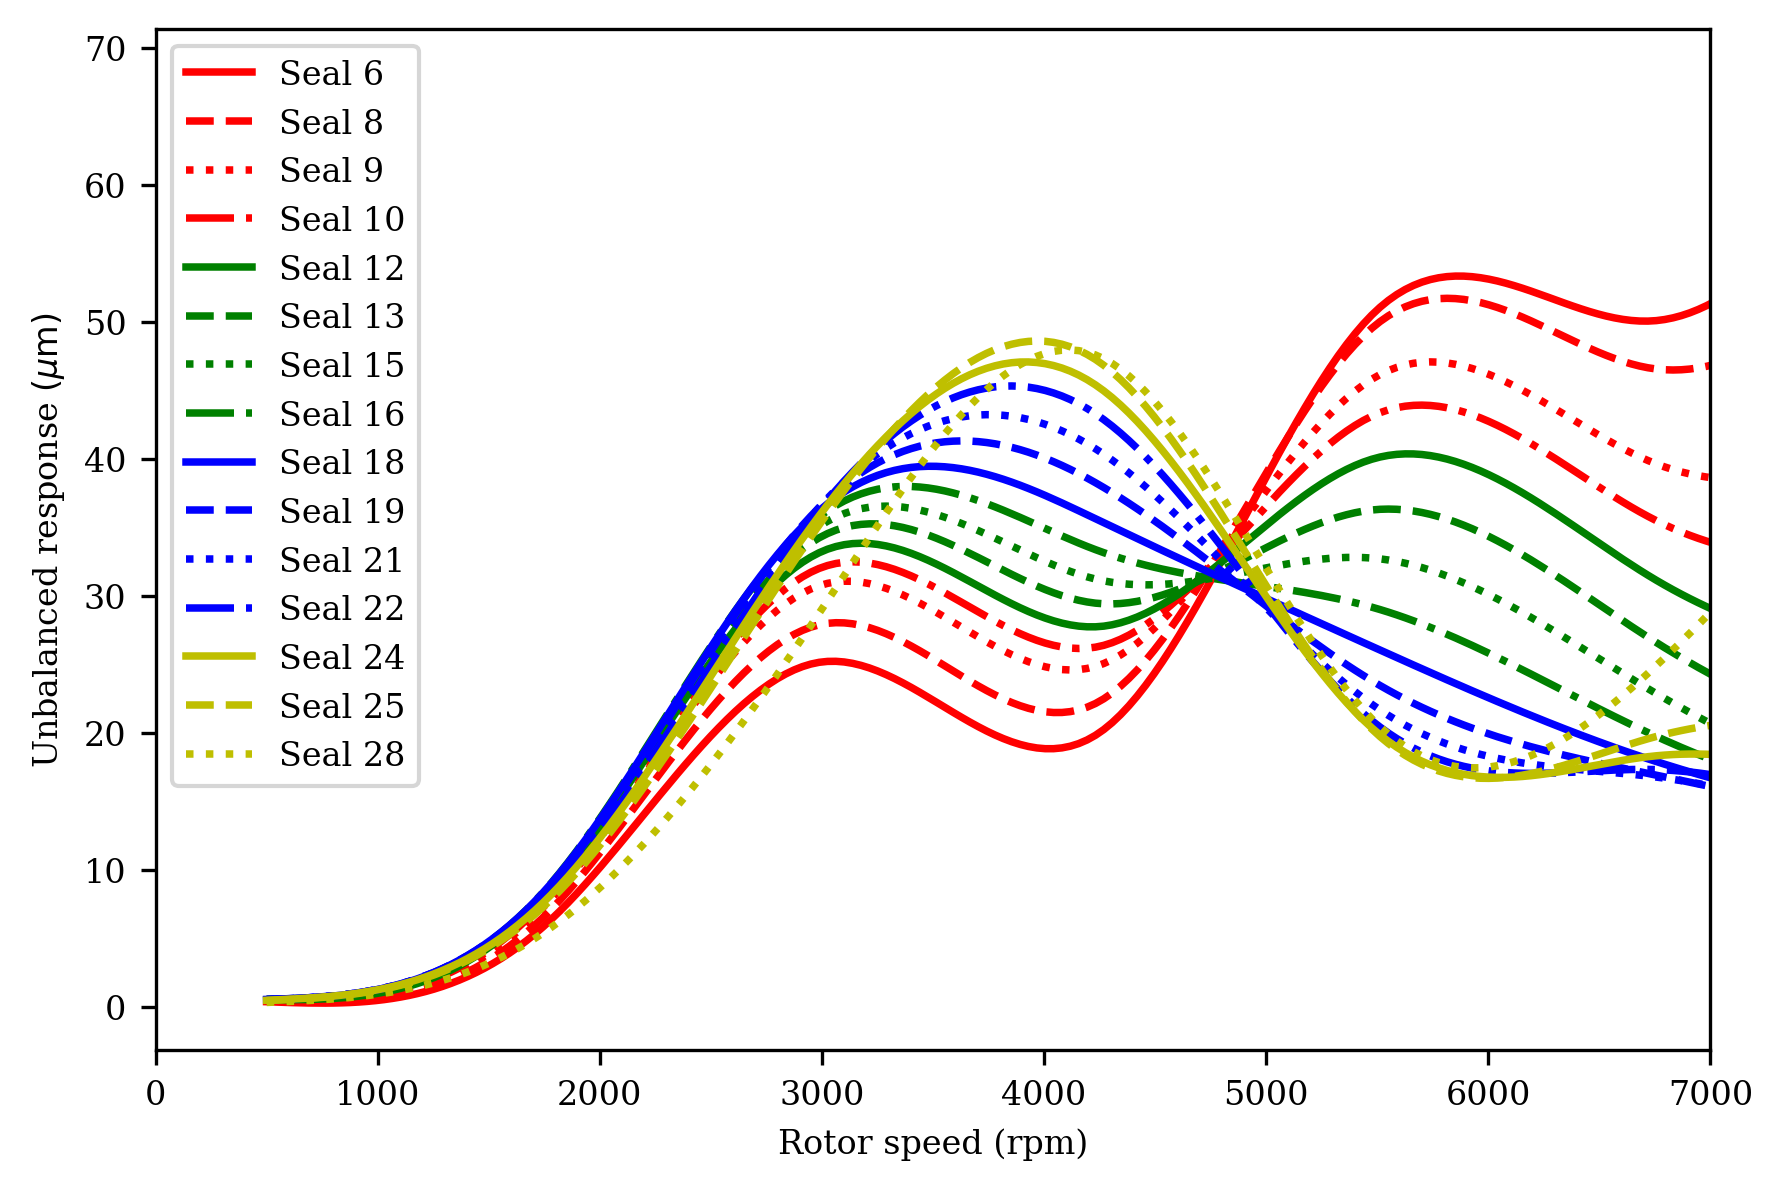 70
60
50
40
30
20
10
0
Unbalanced response (μm)
Seal 6
Seal 8
Seal 9
Seal 10
Seal 12
Seal 13
Seal 15
Seal 16
Seal 18
Seal 19
Seal 21
Seal 22
Seal 24
Seal 25
Seal 28
0 1000 2000 3000 4000 5000 6000 7000
Rotor speed (rpm)